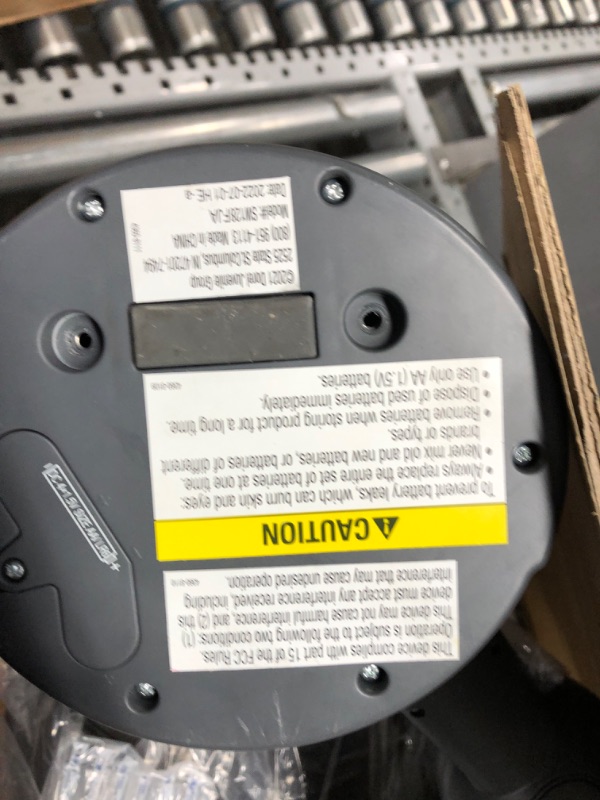 This device complies with part 15 of the FCC Rules.
Operation is subject to the following two conditions: (1)
This device may not cause harmful interference, and (2) this
device must accept any interference received, including
interference that may cause undesired operation.
⚠CAUTION
To prevent battery leaks, which can burn skin and eyes:
• Always replace the entire set of batteries at one time.
• Never mix old and new batteries, or batteries of different
brands or types.
• Remove batteries when storing product for a long time.
• Dispose of used batteries immediately.
• Use only AA (1.5V) batteries.
©2021 Dorel Juvenile Group
2525 State St. Columbus, IN 47201-7494
(800) 951-4113 Made in CHINA
Model# SW126FJA
Date: 2022-07-01 HE -a